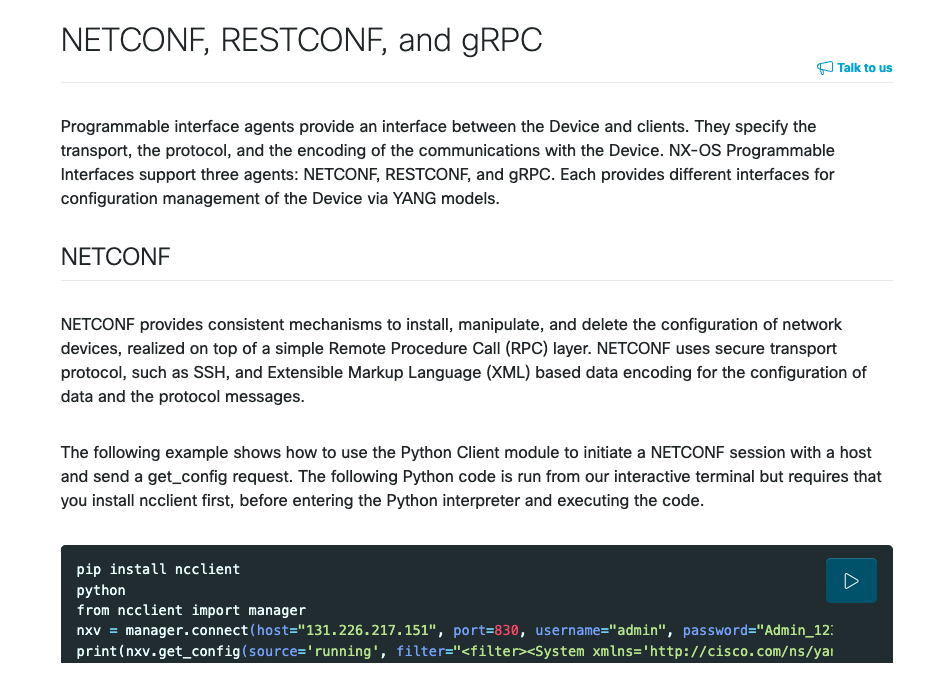 NETCONF, RESTCONF, and gRPC
Talk to us
Programmable interface agents provide an interface between the Device and clients. They specify the
transport, the protocol, and the encoding of the communications with the Device. NX-OS Programmable
Interfaces support three agents: NETCONF, RESTCONF, and gRPC. Each provides different interfaces for
configuration management of the Device via YANG models.
NETCONF
NETCONF provides consistent mechanisms to install, manipulate, and delete the configuration of network
devices, realized on top of a simple Remote Procedure Call (RPC) layer. NETCONF uses secure transport
protocol, such as SSH, and Extensible Markup Language (XML) based data encoding for the configuration of
data and the protocol messages.
The following example shows how to use the Python Client module to initiate a NETCONF session with a host
and send a get_config request. The following Python code is run from our interactive terminal but requires that
you install ncclient first, before entering the Python interpreter and executing the code.
pip install ncclient
python
from ncclient import manager
nxv = manager.connect(host="131.226.217.151", port=830, username="admin", password="Admin_12
print(nxv.get_config(source='running', filter="<filter><System xmlns='http://cisco.com/ns/ya